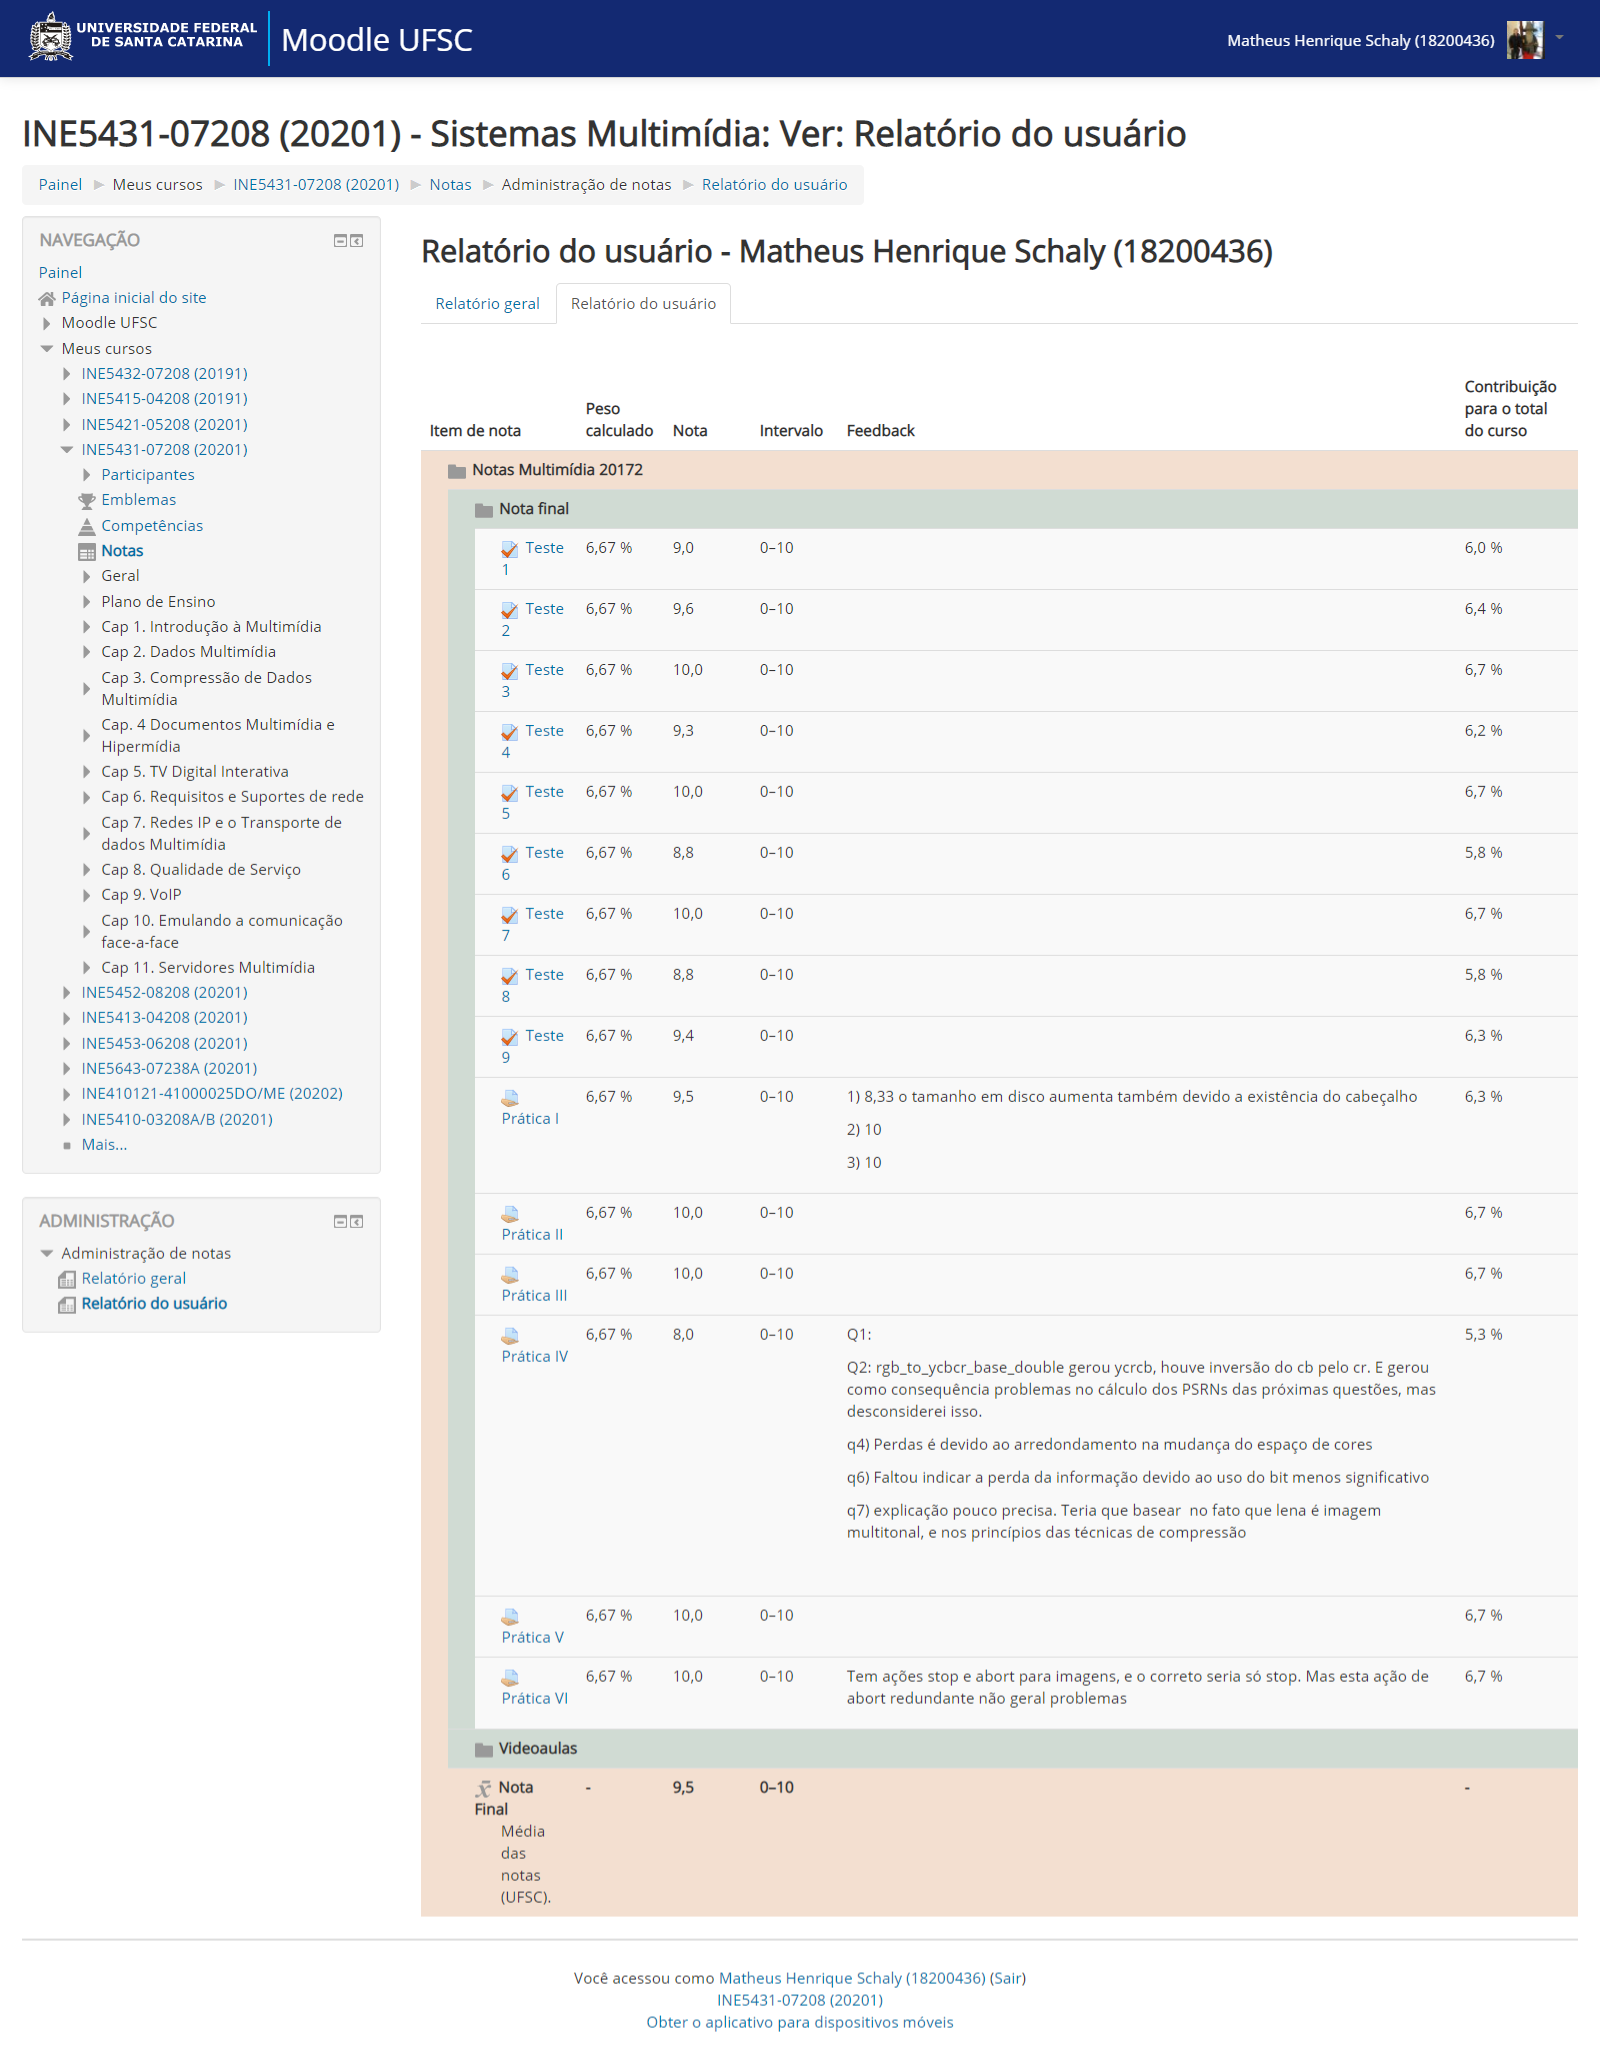 UNIVERSIDADE FEDERAL
DE SANTA CATARINA
Moodle UFSC
Matheus Henrique Schaly (18200436)
INE5431-07208 (20201) - Sistemas Multimídia: Ver: Relatório do usuário
Painel Meus cursos INE5431-07208 (20201) Notas Administração de notas Relatório do usuário
NAVEGAÇÃO
Painel
Página inicial do site
Moodle UFSC
Meus cursos
INE5432-07208 (20191)
INE5415-04208 (20191)
INE5421-05208 (20201)
INE5431-07208 (20201)
Participantes
Emblemas
Competências
Notas
Geral
Plano de Ensino
Cap 1. Introdução à Multimídia
Cap 2. Dados Multimídia
Cap 3. Compressão de Dados
Multimídia
Cap. 4 Documentos Multimídia e
Hipermídia
Cap 5. TV Digital Interativa
Cap 6. Requisitos e Suportes de rede
Cap 7. Redes IP e o Transporte de
dados Multimídia
Cap 8. Qualidade de Serviço
Cap 9. VoIP
Cap 10. Emulando a comunicação
face-a-face
Cap 11. Servidores Multimídia
INE5452-08208 (20201)
INE5413-04208 (20201)
INE5453-06208 (20201)
INE5643-07238A (20201)
INE410121-41000025DO/ME (20202)
INE5410-03208A/B (20201)
Mais...
ADMINISTRAÇÃO
Administração de notas
Relatório geral
Relatório do usuário
Relatório do usuário - Matheus Henrique Schaly (18200436)
Relatório geral Relatório do usuário
Item de nota Peso calculado Nota Intervalo Feedback Contribuição para o total do curso
Notas Multimídia 20172
Nota final
Teste 1 6,67 % 9,0 0–10 6,0 %
Teste 2 6,67 % 9,6 0–10 6,4 %
Teste 3 6,67 % 10,0 0–10 6,7 %
Teste 4 6,67 % 9,3 0–10 6,2 %
Teste 5 6,67 % 10,0 0–10 6,7 %
Teste 6 6,67 % 8,8 0–10 5,8 %
Teste 7 6,67 % 10,0 0–10 6,7 %
Teste 8 6,67 % 8,8 0–10 5,8 %
Teste 9 6,67 % 9,4 0–10 6,3 %
Prática I 6,67 % 9,5 0–10 1) 8,33 o tamanho em disco aumenta também devido a existência do cabeçalho 6,3 %
2) 10
3) 10
Prática II 6,67 % 10,0 0–10 6,7 %
Prática III 6,67 % 10,0 0–10 6,7 %
Prática IV 6,67 % 8,0 0–10 Q1: 5,3 %
Q2: rgb_to_ycbcr_base_double gerou ycrcb, houve inversão do cb pelo cr. E gerou
como consequência problemas no cálculo dos PSRNs das próximas questões, mas
desconsiderei isso.
q4) Perdas é devido ao arredondamento na mudança do espaço de cores
q6) Faltou indicar a perda da informação devido ao uso do bit menos significativo
q7) explicação pouco precisa. Teria que basear no fato que lena é imagem
multitonal, e nos princípios das técnicas de compressão
Prática V 6,67 % 10,0 0–10 6,7 %
Prática VI 6,67 % 10,0 0–10 Tem ações stop e abort para imagens, e o correto seria só stop. Mas esta ação de 6,7 %
abort redundante não geral problemas
Videoaulas
Nota Final - 9,5 0–10 -
Média
das
notas
(UFSC).
Você acessou como Matheus Henrique Schaly (18200436) (Sair)
INE5431-07208 (20201)
Obter o aplicativo para dispositivos móveis